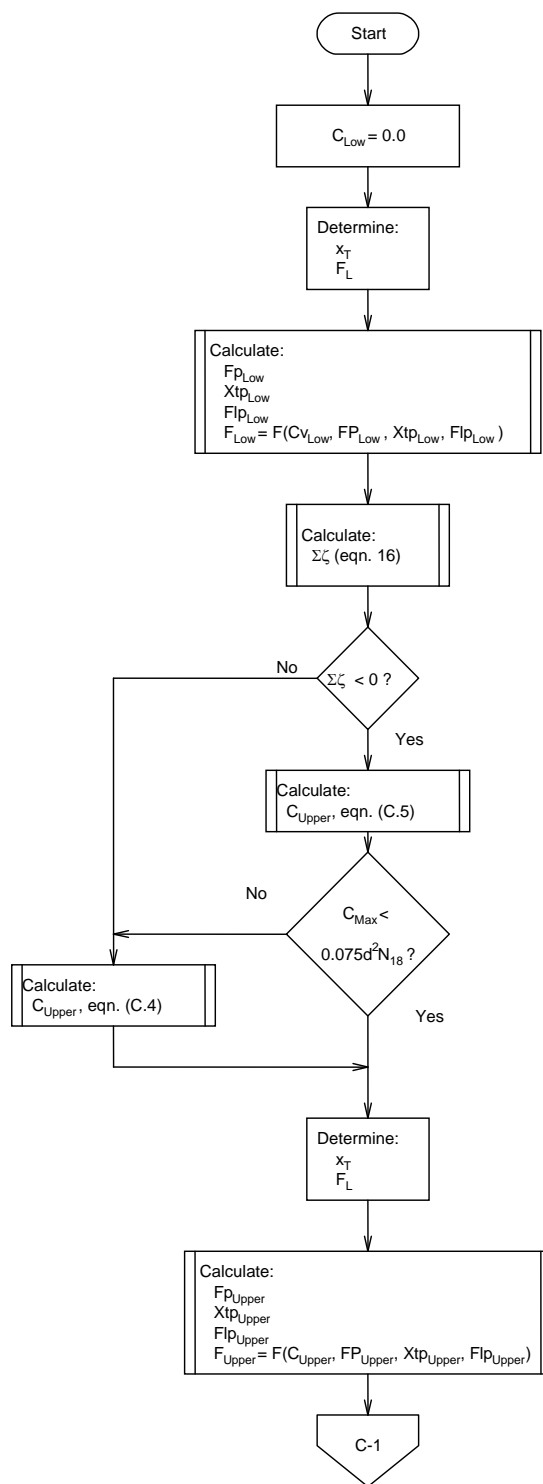 Start
C_Low = 0.0
Determine:
x_T
F_L
Calculate:
Fp_Low
Xtp_Low
Flp_Low
F_Low = F(Cv_Low, FP_Low, Xtp_Low, Flp_Low)
Calculate:
Σζ (eqn. 16)
No
Σζ < 0 ?
Yes
Calculate:
C_Upper, eqn. (C.5)
No
C_Max <
0.075d²N_18 ?
Calculate:
C_Upper, eqn. (C.4)
Yes
Determine:
x_T
F_L
Calculate:
Fp_Upper
Xtp_Upper
Flp_Upper
F_Upper = F(C_Upper, FP_Upper, Xtp_Upper, Flp_Upper)
C-1